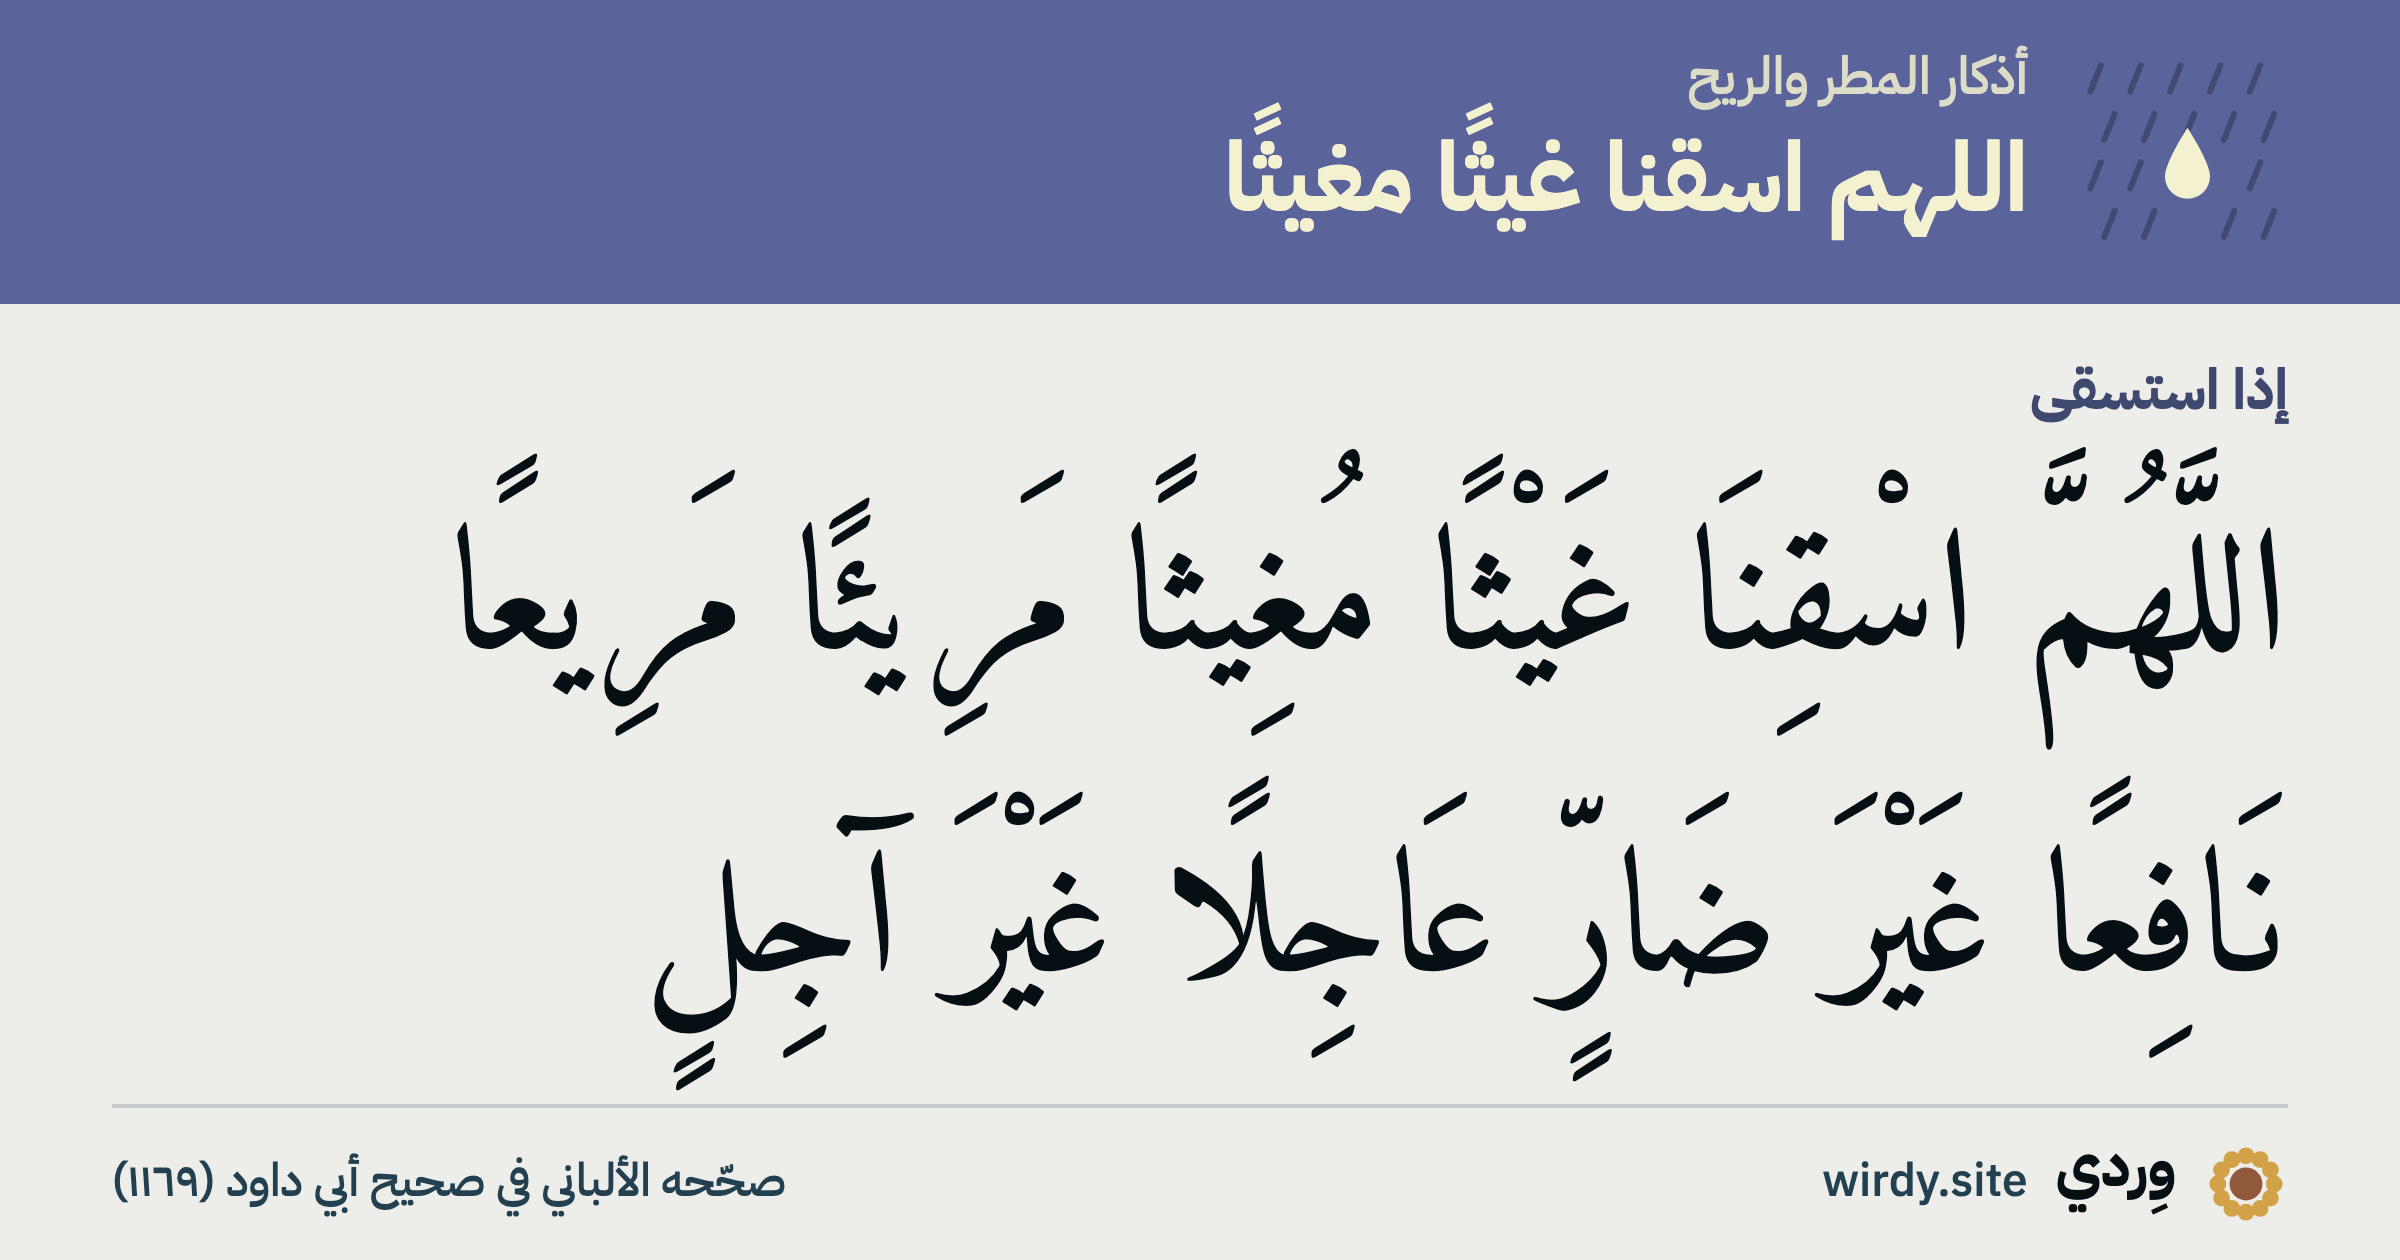 أذكار المطر والريح
اللهم اسقنا غيثًا مغيثًا
إذا استسقى
اللَّهُمَّ اسْقِنَا غَيْثًا مُغِيثًا مَرِيئًا مَرِيعًا
نَافِعًا غَيْرَ ضَارٍّ عَاجِلًا غَيْرَ آجِلٍ
وِردي wirdy.site
صحّحه الألباني في صحيح أبي داود (١١٦٩)